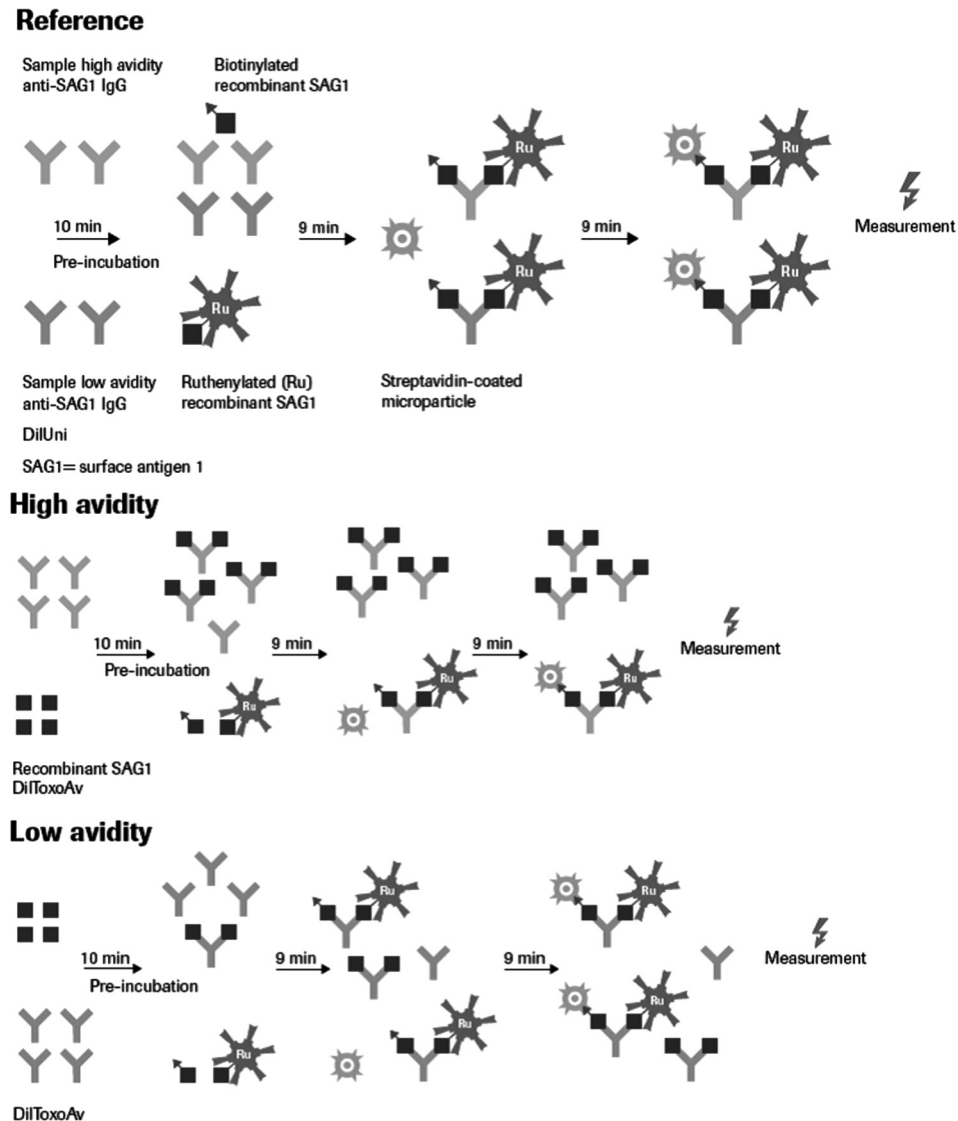 Reference
Sample high avidity
anti-SAG1 IgG
Biotinylated
recombinant SAG1
Ru
Ru
10 min
Pre-incubation
9 min
9 min
Measurement
Ru
Ru
Ru
Sample low avidity
anti-SAG1 IgG
Ruthenylated (Ru)
recombinant SAG1
Streptavidin-coated
microparticle
DilUni
SAG1= surface antigen 1
High avidity
10 min
Pre-incubation
9 min
9 min
Measurement
Ru
Ru
Ru
Recombinant SAG1
DilToxoAv
Low avidity
Ru
Ru
10 min
Pre-incubation
9 min
9 min
Measurement
Ru
Ru
Ru
DilToxoAv